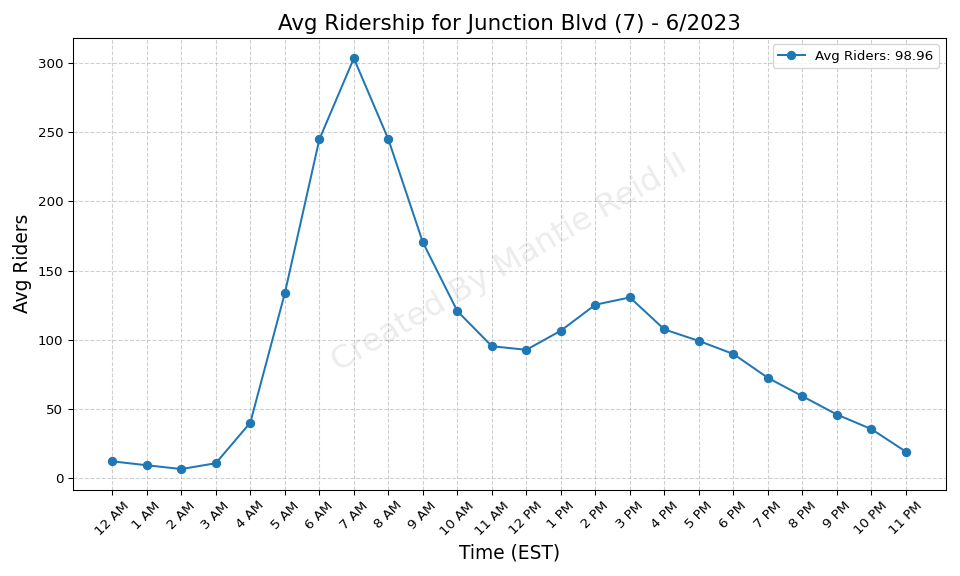 Avg Ridership for Junction Blvd (7) - 6/2023
Avg Riders: 98.96
Avg Riders
300
250
200
150
100
50
0
Created By Mantle Reid II
12 AM
1 AM
2 AM
3 AM
4 AM
5 AM
6 AM
7 AM
8 AM
9 AM
10 AM
11 AM
12 PM
1 PM
2 PM
3 PM
4 PM
5 PM
6 PM
7 PM
8 PM
9 PM
10 PM
11 PM
Time (EST)